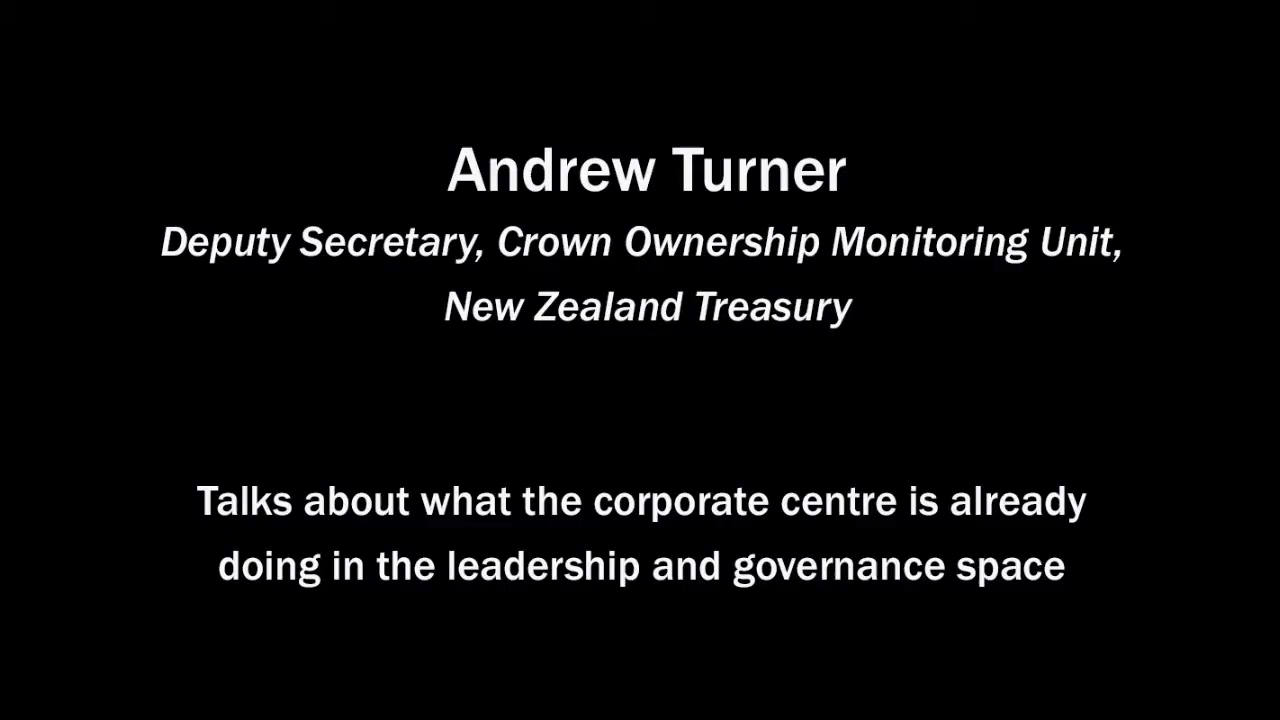 Andrew Turner
Deputy Secretary, Crown Ownership Monitoring Unit,
New Zealand Treasury
Talks about what the corporate centre is already
doing in the leadership and governance space